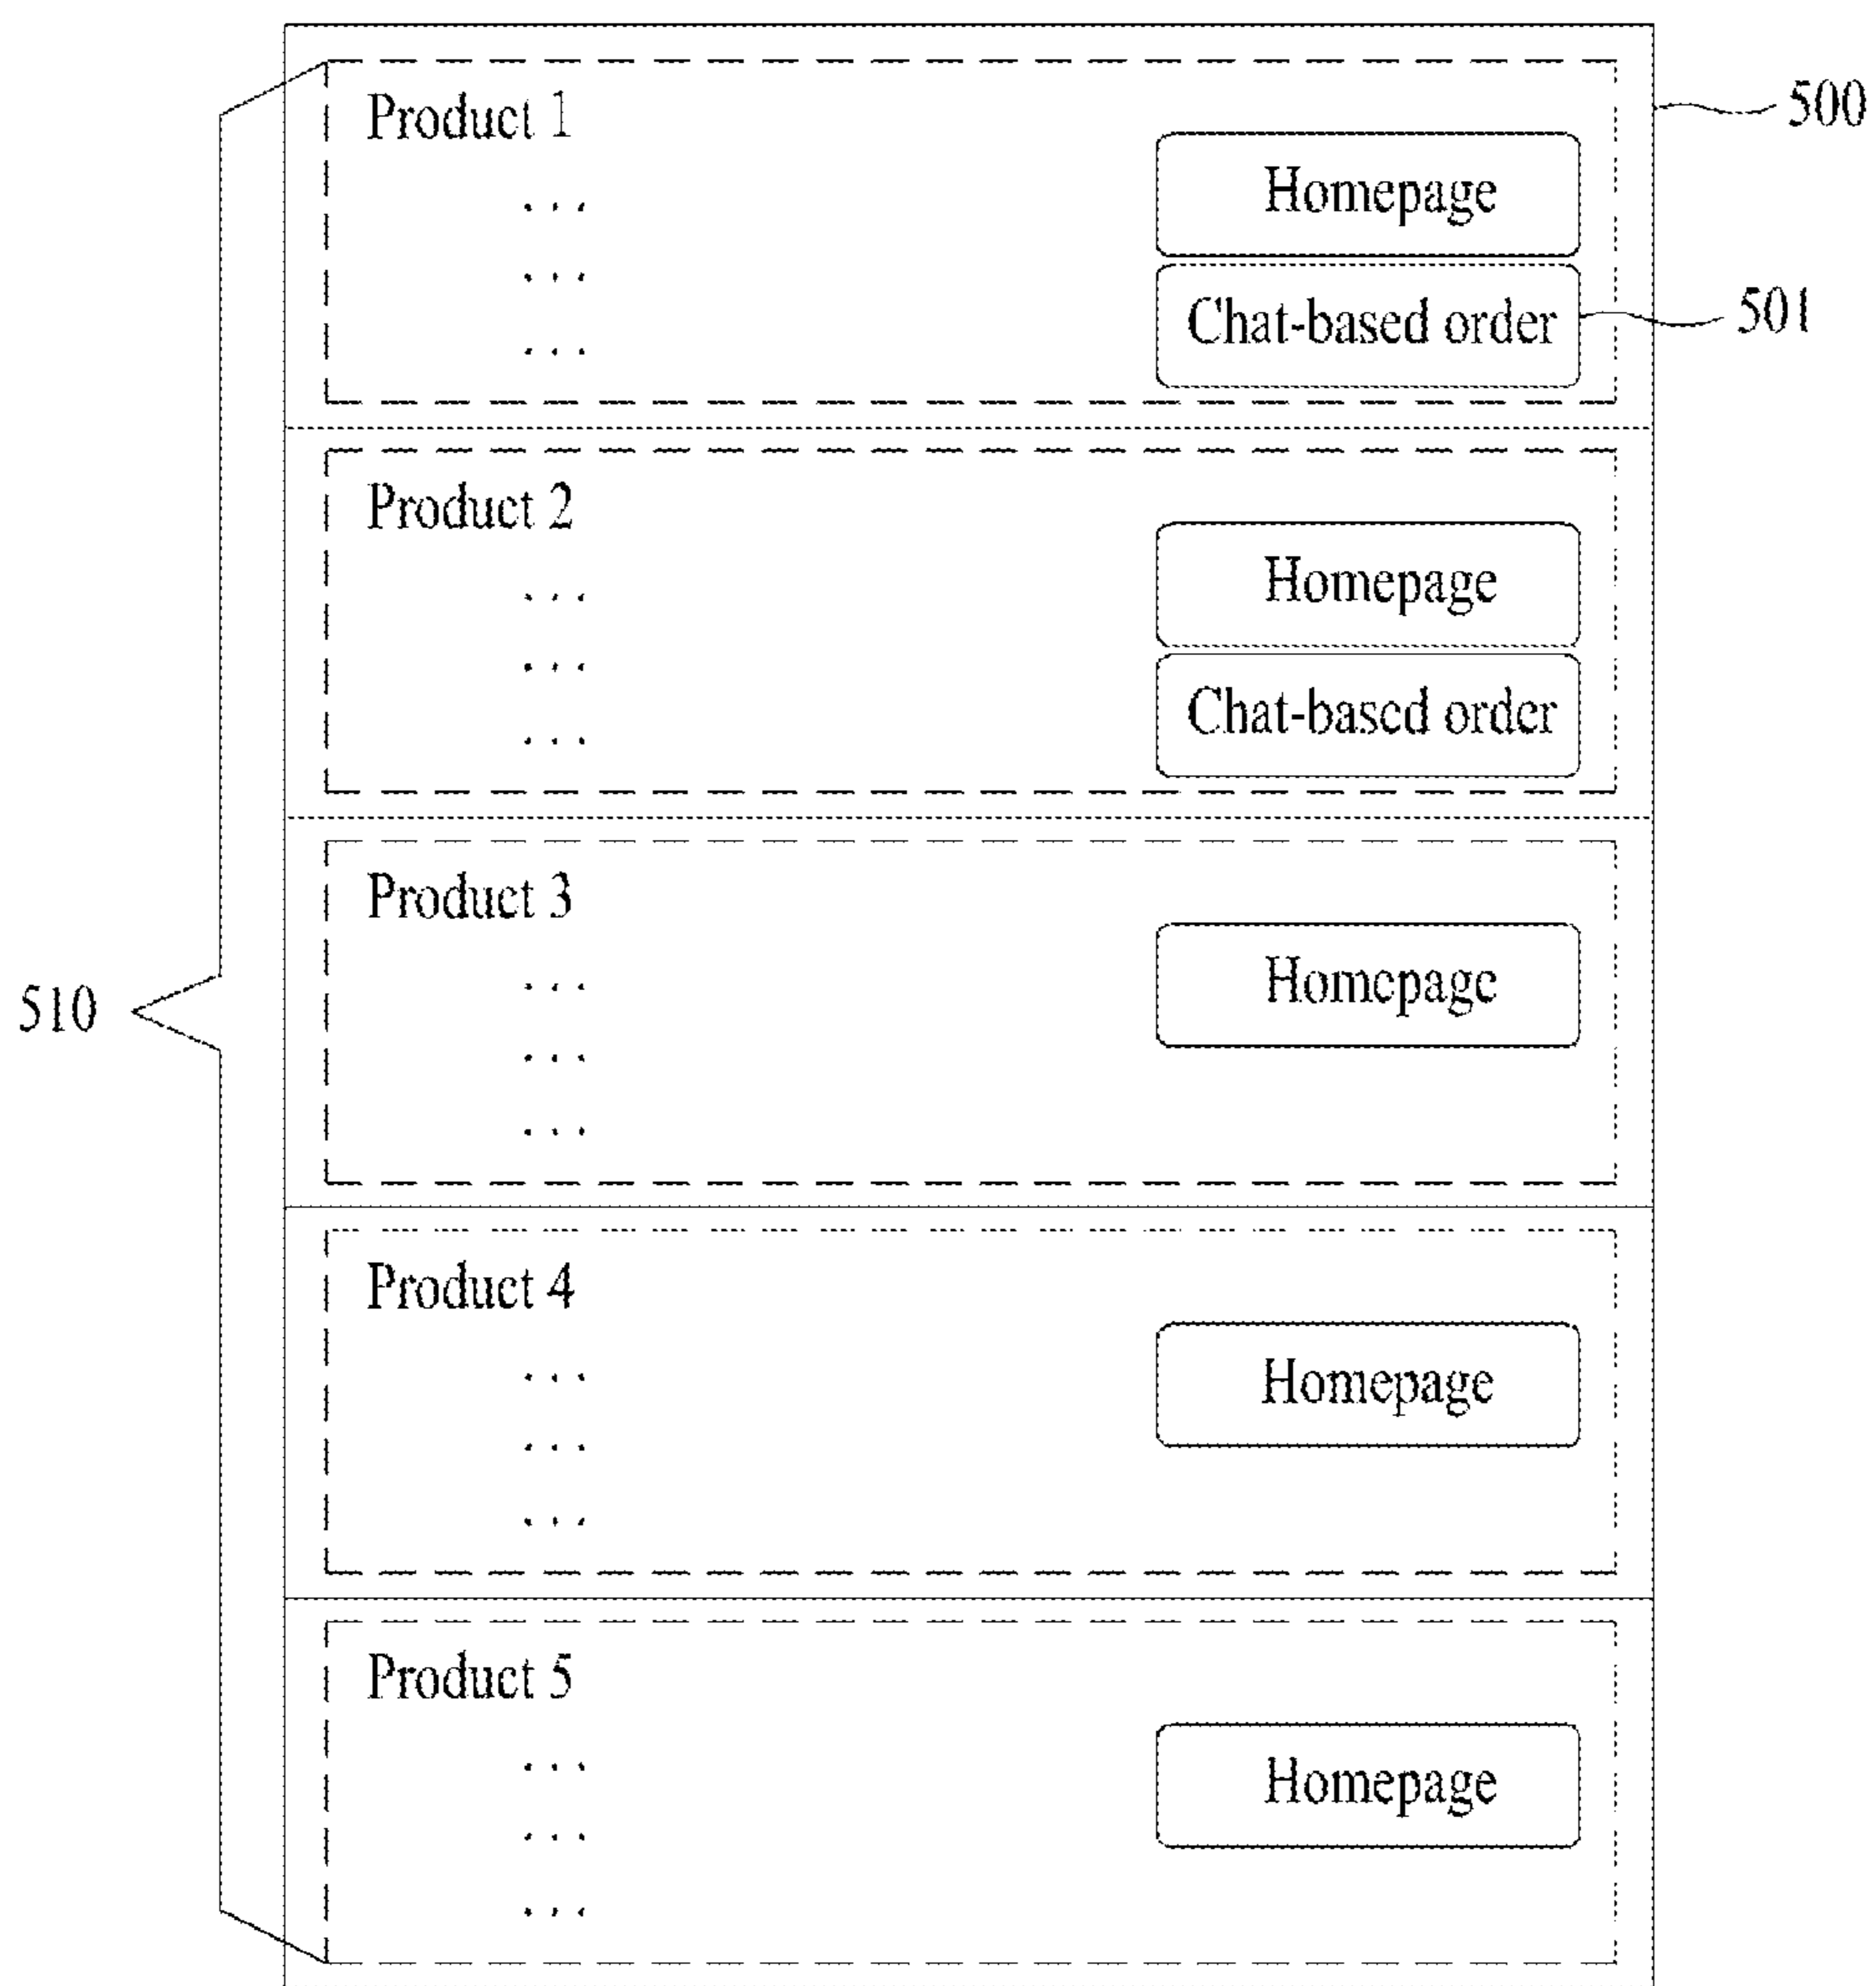 500
Product 1
Homepage
...
...
Chat-based order
501
...
Product 2
Homepage
...
...
Chat-based order
...
Product 3
Homepage
...
...
...
510
Product 4
Homepage
...
...
...
Product 5
Homepage
...
...
...